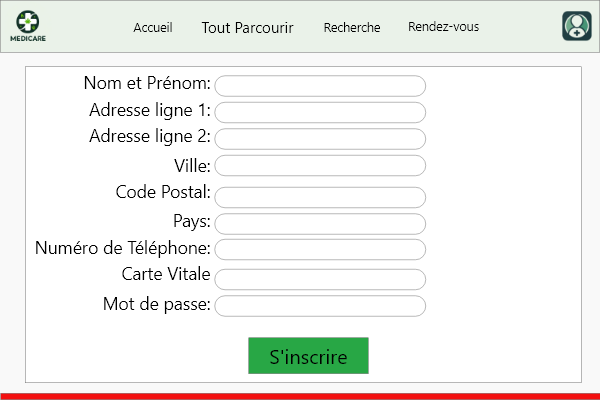 MEDICARE
Accueil Tout Parcourir Recherche Rendez-vous
Nom et Prénom:
Adresse ligne 1:
Adresse ligne 2:
Ville:
Code Postal:
Pays:
Numéro de Téléphone:
Carte Vitale
Mot de passe:
S'inscrire